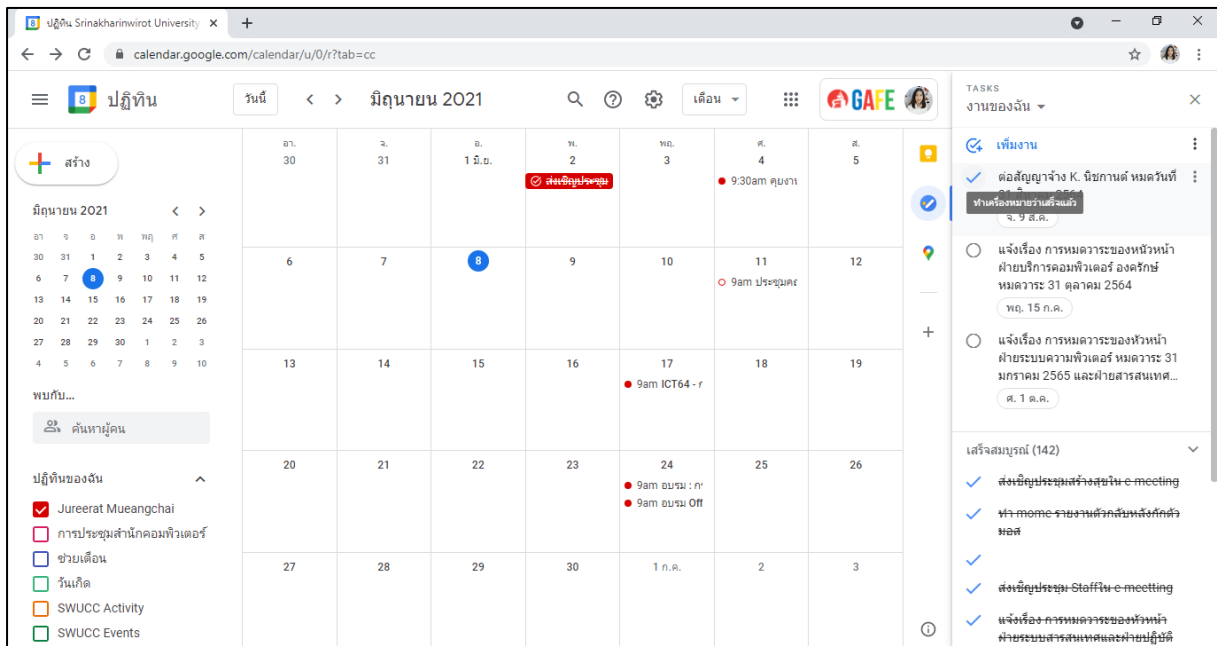 ปฏิทิน Srinakharinwirot University
calendar.google.com/calendar/u/0/r?tab=cc
8 ปฏิทิน
วันนี้
มิถุนายน 2021
เดือน
GAFE
สร้าง
มิถุนายน 2021
อา จ อ พ พฤ ศ ส
30 31 1 2 3 4 5
6 7 8 9 10 11 12
13 14 15 16 17 18 19
20 21 22 23 24 25 26
27 28 29 30 1 2 3
4 5 6 7 8 9 10
พบกับ...
ค้นหาผู้คน
ปฏิทินของฉัน
Jureerat Mueangchai
การประชุมสำนักคอมพิวเตอร์
ช่วยเตือน
วันเกิด
SWUCC Activity
SWUCC Events
อา. จ. อ. พ. พฤ. ศ. ส.
30 31 1 มิ.ย. 2 3 4 5
ส่งเชิญประชุม
9:30am คุยงา
6 7 8 9 10 11 12
9am ประชุมค
13 14 15 16 17 18 19
9am ICT64 -
20 21 22 23 24 25 26
9am อบรม : ก
9am อบรม Off
27 28 29 30 1 ก.ค. 2 3
TASKS
งานของฉัน
เพิ่มงาน
ต่อสัญญาจ้าง K. นิชกานต์ หมดวันที่
31 สิงหาคม 2564
ทำเครื่องหมายว่าเสร็จแล้ว
จ. 9 ส.ค.
แจ้งเรื่อง การหมดวาระของหนัวหน้า
ฝ่ายบริการคอมพิวเตอร์ องครักษ์
หมดวาระ 31 ตุลาคม 2564
พฤ. 15 ก.ค.
แจ้งเรื่อง การหมดวาระของหัวหน้า
ฝ่ายระบบความพิวเตอร์ หมดวาระ 31
มกราคม 2565 และฝ่ายสารสนเทศ...
ศ. 1 ต.ค.
เสร็จสมบูรณ์ (142)
ส่งเชิญประชุมสร้างสุขใน e meeting
ทำ mome รายงานตัวกลับหลังกักตัว
มอส
ส่งเชิญประชุม Staffใน e meetting
แจ้งเรื่อง การหมดวาระของหัวหน้า
ฝ่ายระบบสารสนเทศและฝ่ายปฏิบัติ